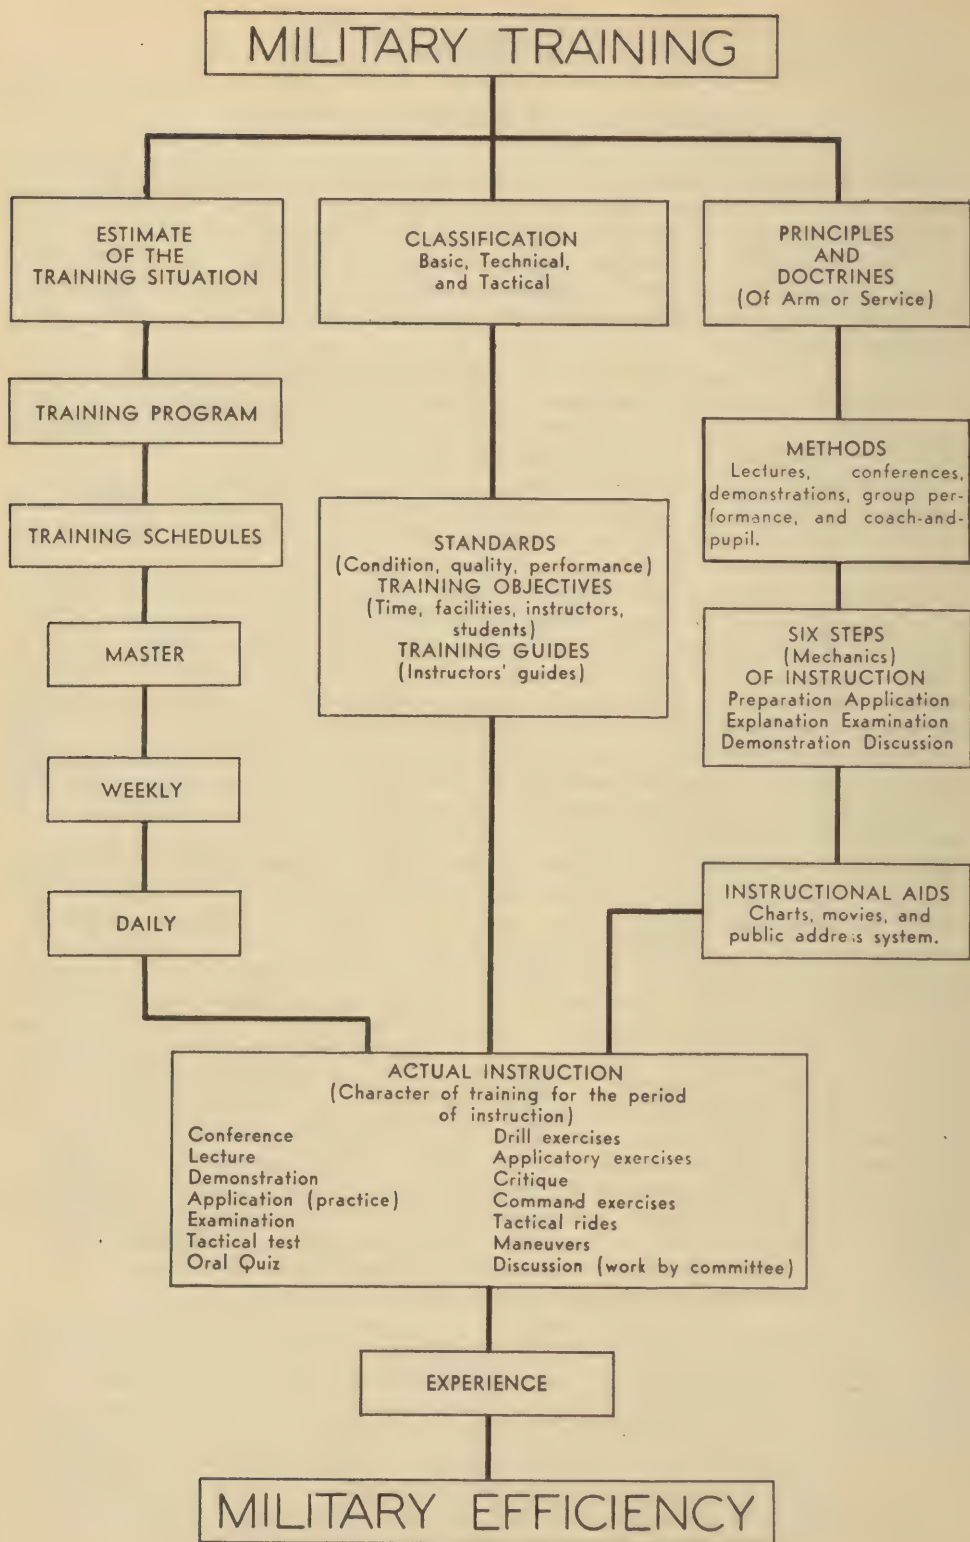 MILITARY TRAINING
ESTIMATE
OF THE
TRAINING SITUATION
TRAINING PROGRAM
TRAINING SCHEDULES
MASTER
WEEKLY
DAILY
CLASSIFICATION
Basic, Technical,
and Tactical
STANDARDS
(Condition, quality, performance)
TRAINING OBJECTIVES
(Time, facilities, instructors,
students)
TRAINING GUIDES
(Instructors' guides)
PRINCIPLES
AND
DOCTRINES
(Of Arm or Service)
METHODS
Lectures, conferences,
demonstrations, group per-
formance, and coach-and-
pupil.
SIX STEPS
(Mechanics)
OF INSTRUCTION
Preparation Application
Explanation Examination
Demonstration Discussion
INSTRUCTIONAL AIDS
Charts, movies, and
public address system.
ACTUAL INSTRUCTION
(Character of training for the period
of instruction)
Conference
Lecture
Demonstration
Application (practice)
Examination
Tactical test
Oral Quiz
Drill exercises
Applicatory exercises
Critique
Command exercises
Tactical rides
Maneuvers
Discussion (work by committee)
EXPERIENCE
MILITARY EFFICIENCY